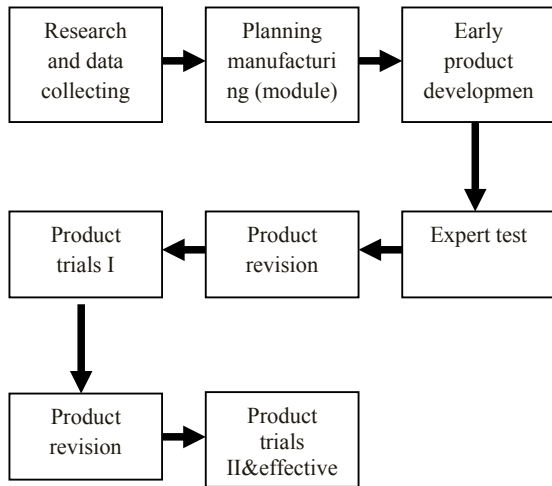 Research
and data
collecting
Planning
manufacturi
ng (module)
Early
product
developmen
Expert test
Product
revision
Product
trials I
Product
revision
Product
trials
II&effective